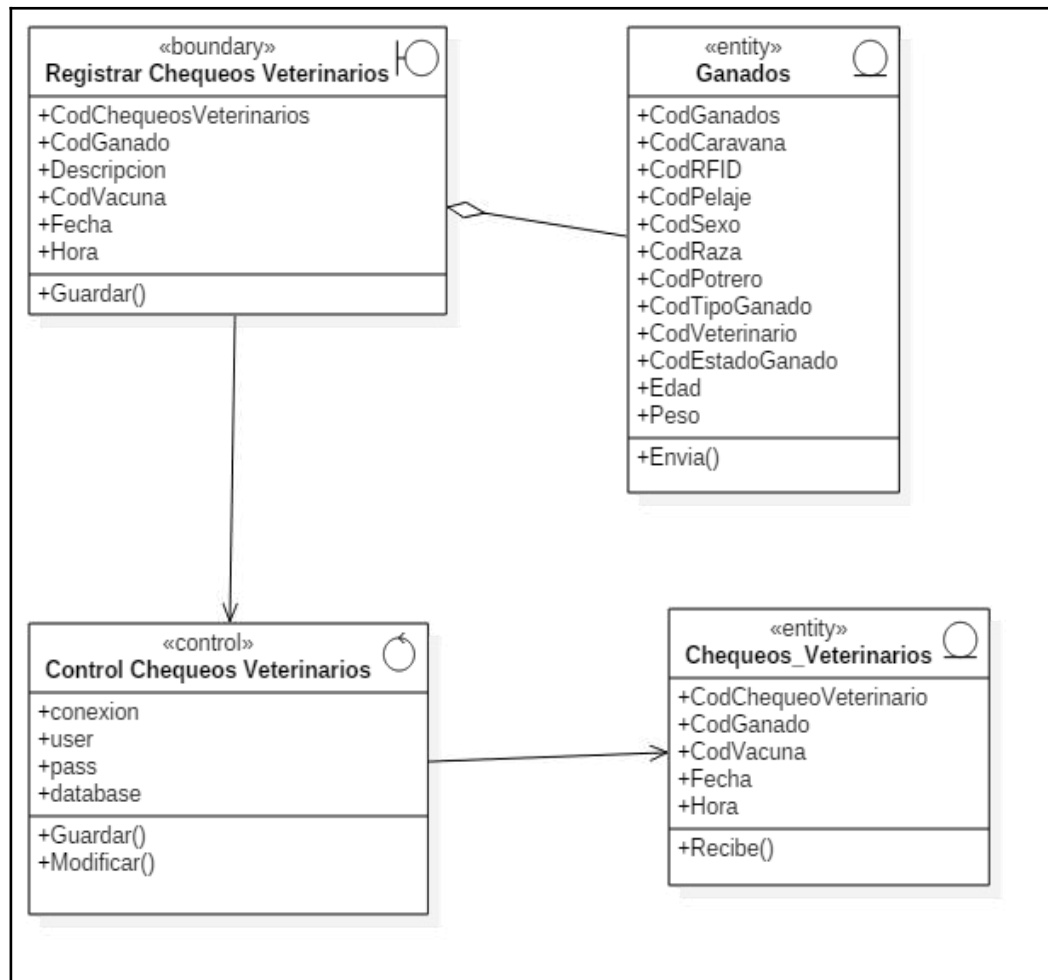 «boundary»
Registrar Chequeos Veterinarios
+CodChequeosVeterinarios
+CodGanado
+Descripcion
+CodVacuna
+Fecha
+Hora
+Guardar()
«entity»
Ganados
+CodGanados
+CodCaravana
+CodRFID
+CodPelaje
+CodSexo
+CodRaza
+CodPotrero
+CodTipoGanado
+CodVeterinario
+CodEstadoGanado
+Edad
+Peso
+Envia()
«control»
Control Chequeos Veterinarios
+conexion
+user
+pass
+database
+Guardar()
+Modificar()
«entity»
Chequeos_Veterinarios
+CodChequeoVeterinario
+CodGanado
+CodVacuna
+Fecha
+Hora
+Recibe()